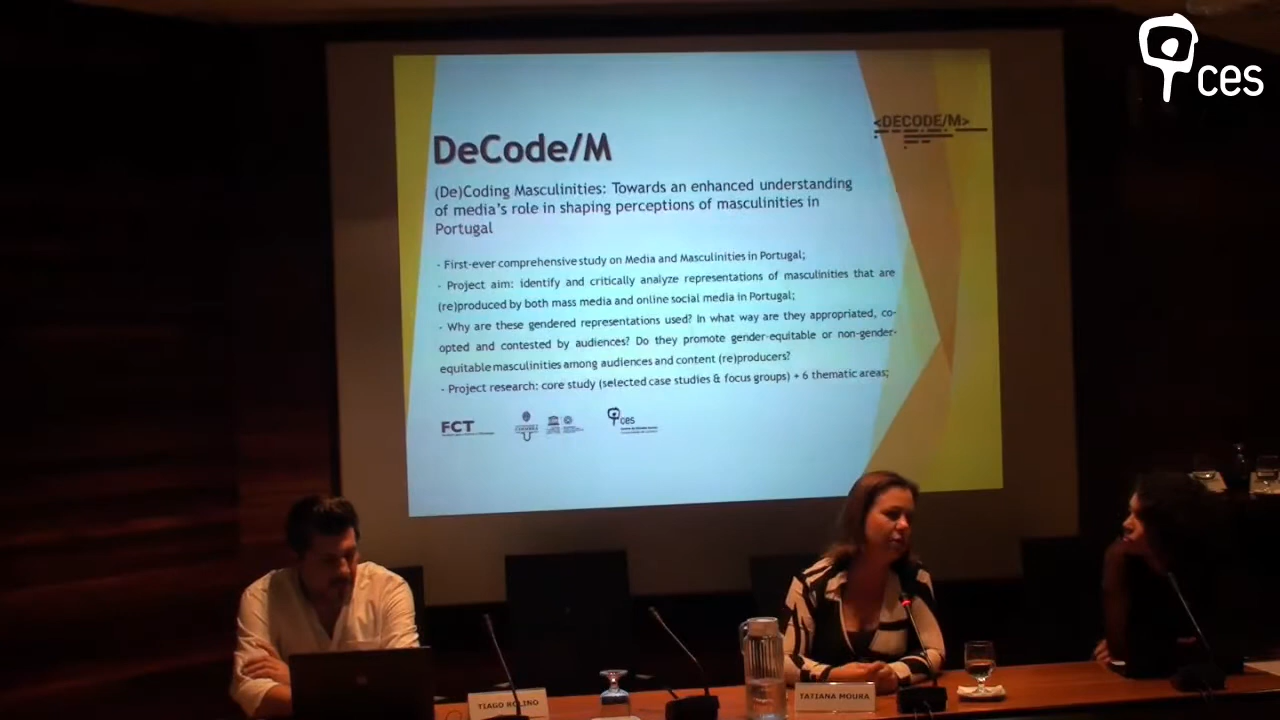 ces
<DECODE/M>
DeCode/M
(De)Coding Masculinities: Towards an enhanced understanding
of media's role in shaping perceptions of masculinities in
Portugal
- First-ever comprehensive study on Media and Masculinities in Portugal;
- Project aim: identify and critically analyze representations of masculinities that are
(re)produced by both mass media and online social media in Portugal;
- Why are these gendered representations used? In what way are they appropriated, co-
opted and contested by audiences? Do they promote gender-equitable or non-gender-
equitable masculinities among audiences and content (re)producers?
- Project research: core study (selected case studies & focus groups) + 6 thematic areas;
FCT
ces
TIAGO ROLINO
TATIANA MOURA